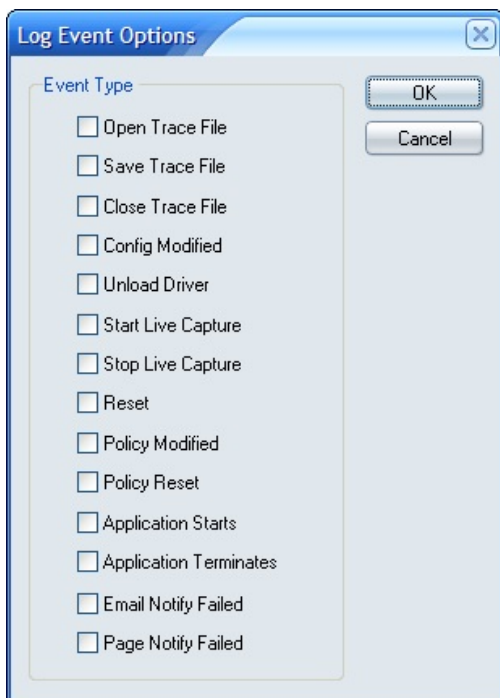 Log Event Options
Event Type
OK
Cancel
Open Trace File
Save Trace File
Close Trace File
Config Modified
Unload Driver
Start Live Capture
Stop Live Capture
Reset
Policy Modified
Policy Reset
Application Starts
Application Terminates
Email Notify Failed
Page Notify Failed